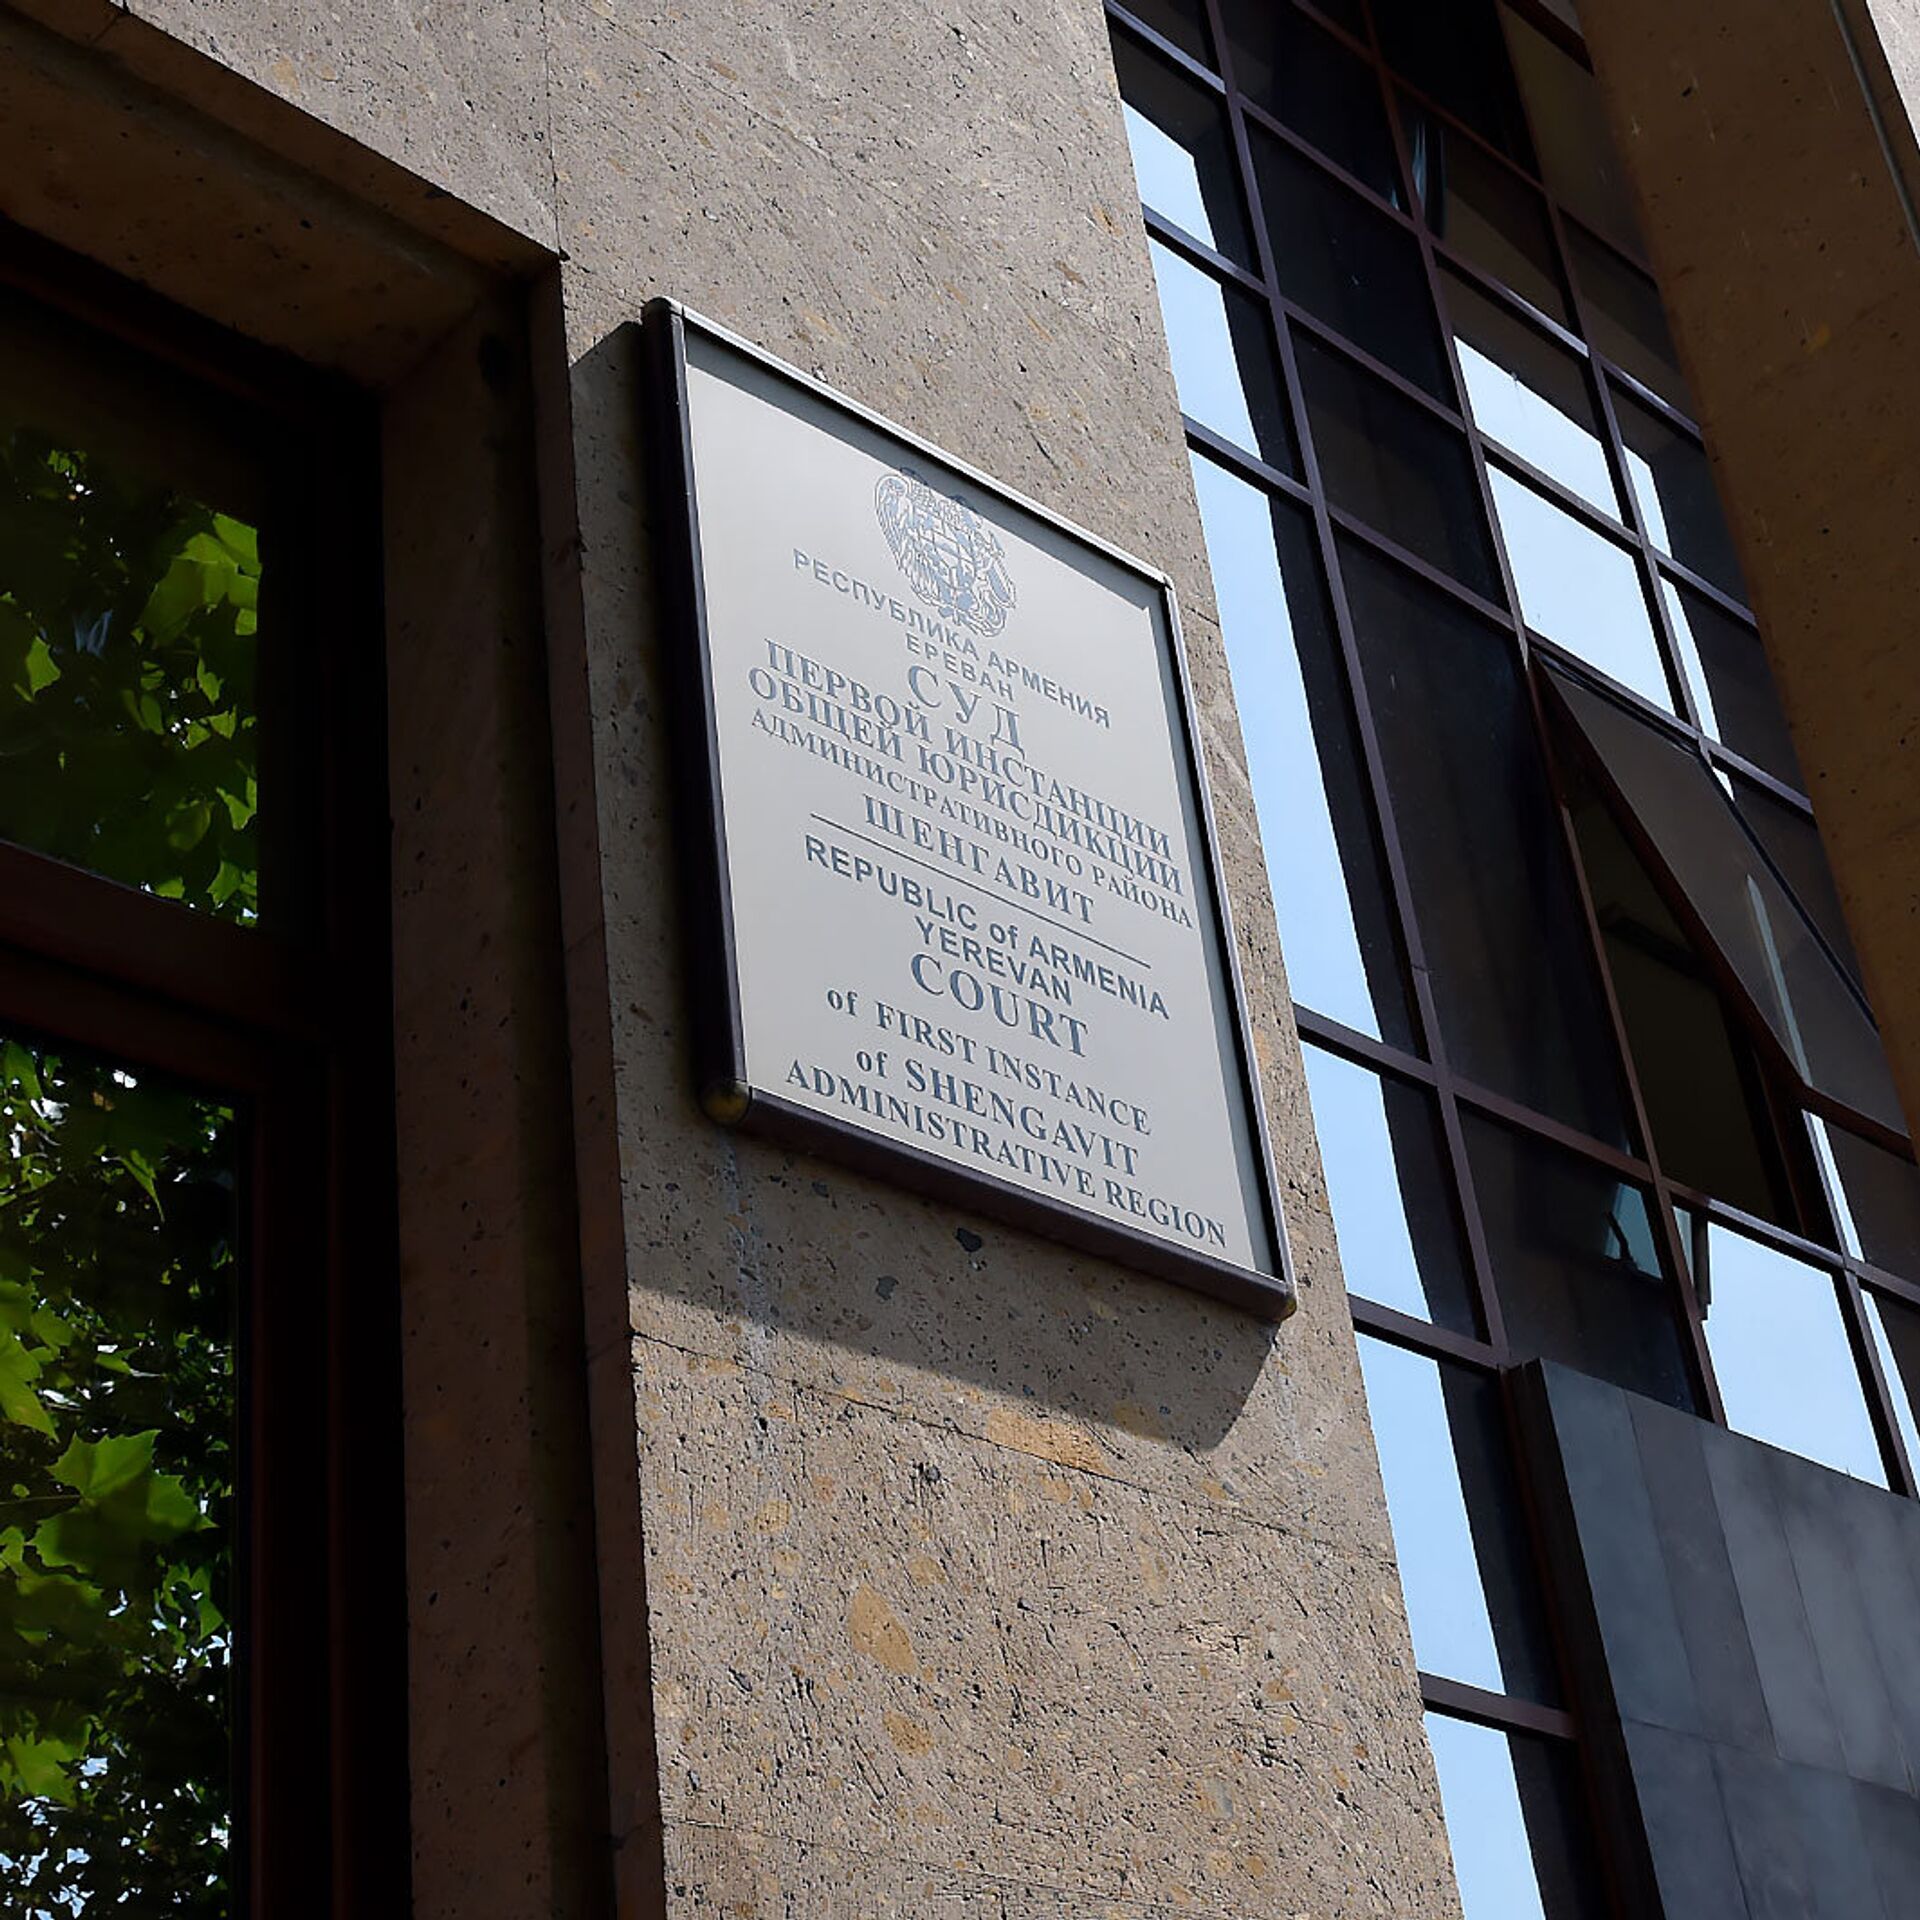 РЕСПУБЛИКА АРМЕНИЯ
ЕРЕВАН
СУД
ПЕРВОЙ ИНСТАНЦИИ
ОБЩЕЙ ЮРИСДИКЦИИ
АДМИНИСТРАТИВНОГО РАЙОНА
ШЕНГАВИТ
REPUBLIC of ARMENIA
YEREVAN
COURT
of FIRST INSTANCE
of SHENGAVIT
ADMINISTRATIVE REGION